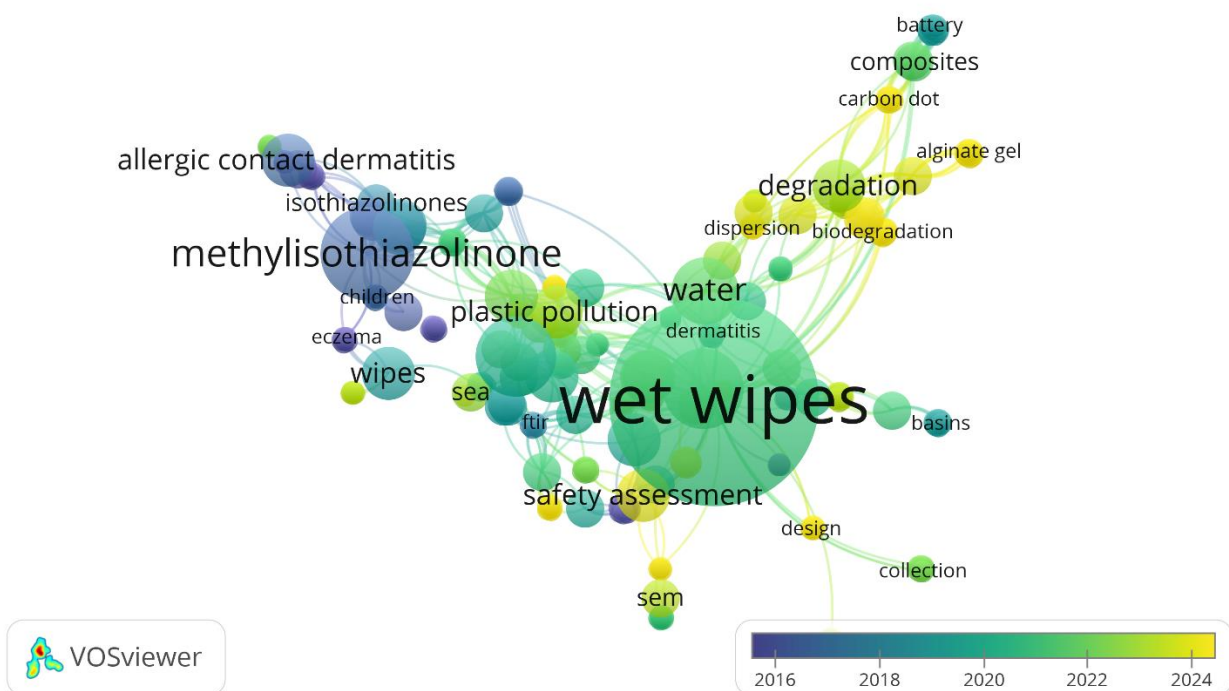 battery
composites
carbon dot
allergic contact dermatitis
alginate gel
degradation
isothiazolinones
dispersion
biodegradation
methylisothiazolinone
water
children
plastic pollution
dermatitis
eczema
wipes
sea
wet wipes
ftir
basins
safety assessment
design
collection
sem
VOSviewer
2016 2018 2020 2022 2024